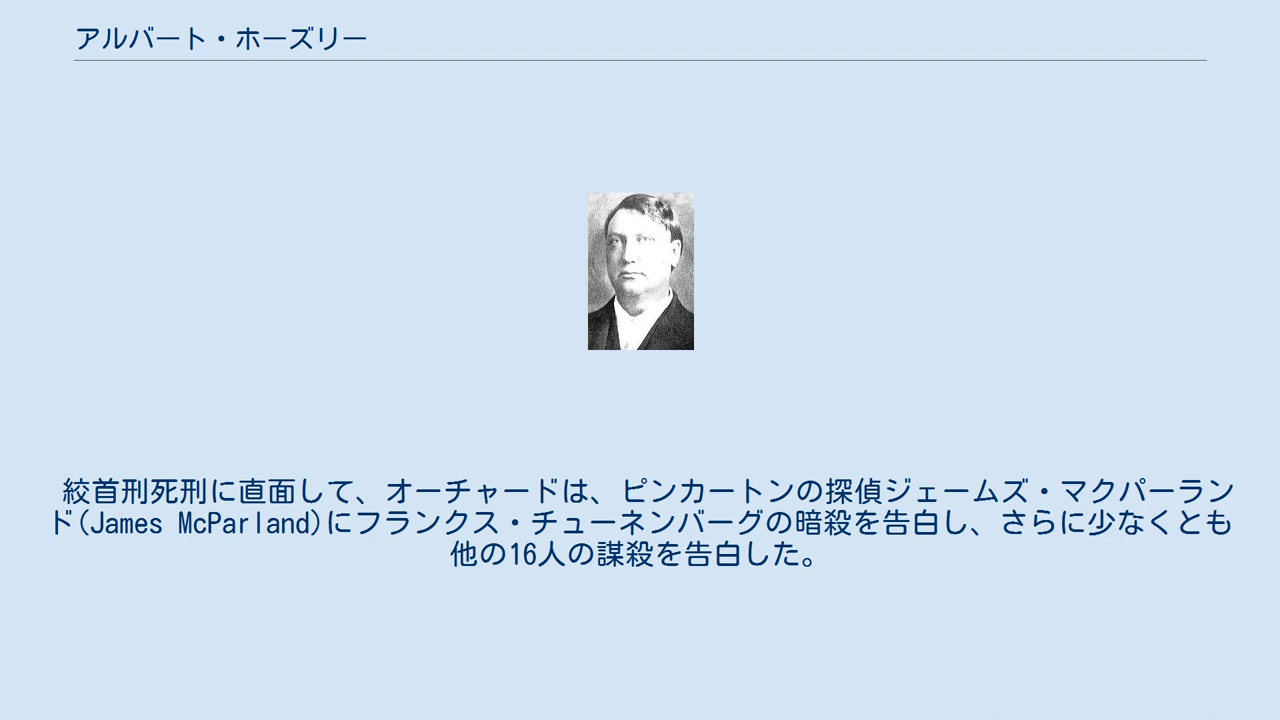 アルバート・ホーズリー
絞首刑死刑に直面して、オーチャードは、ピンカートンの探偵ジェームズ・マクパーラン
ド(James McParland)にフランクス・チューネンバーグの暗殺を告白し、さらに少なくとも
他の16人の謀殺を告白した。